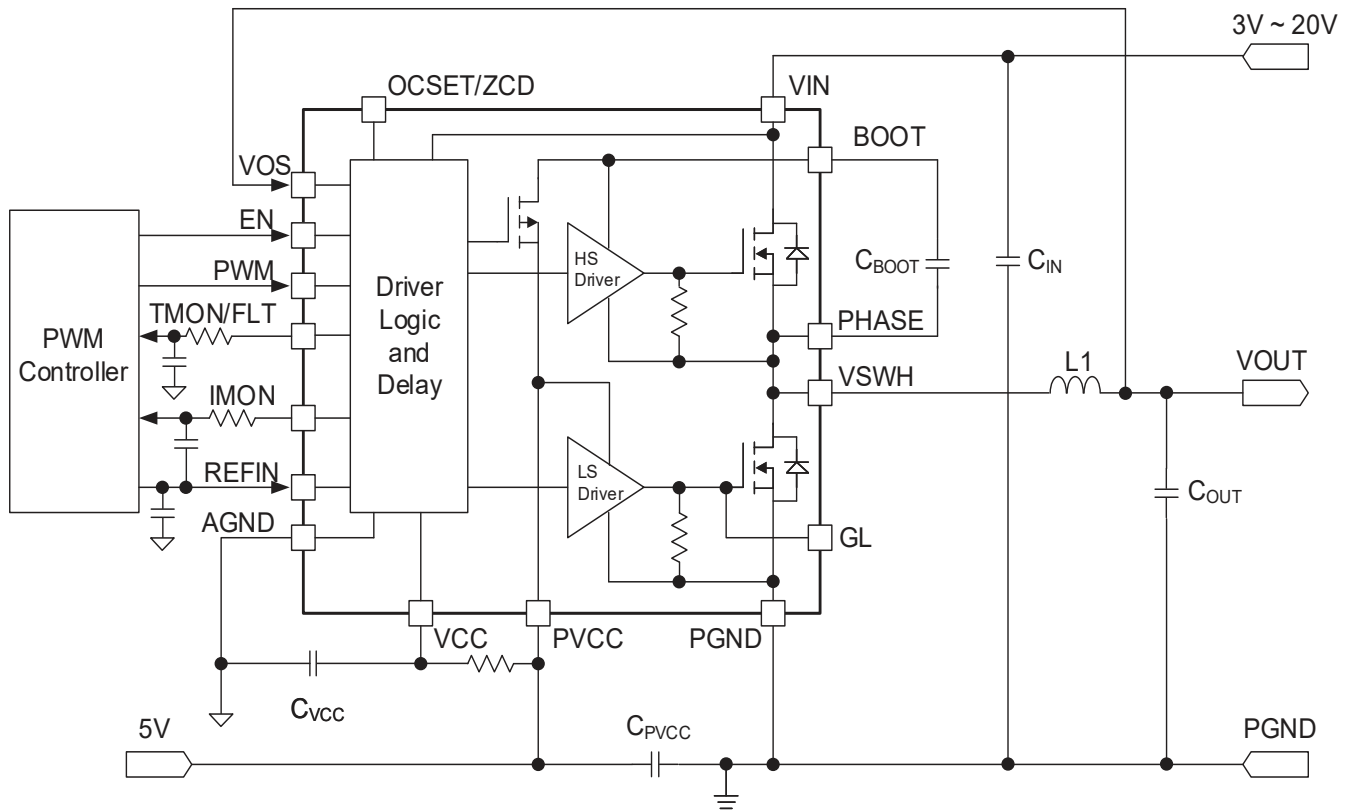 3V ~ 20V
OCSET/ZCD
VIN
BOOT
VOS
EN
PWM
TMON/FLT
IMON
REFIN
AGND
PWM
Controller
Driver
Logic
and
Delay
HS
Driver
LS
Driver
CBOOT
CIN
PHASE
VSWH
L1
VOUT
COUT
GL
VCC
PVCC
PGND
CVCC
5V
CPVCC
PGND